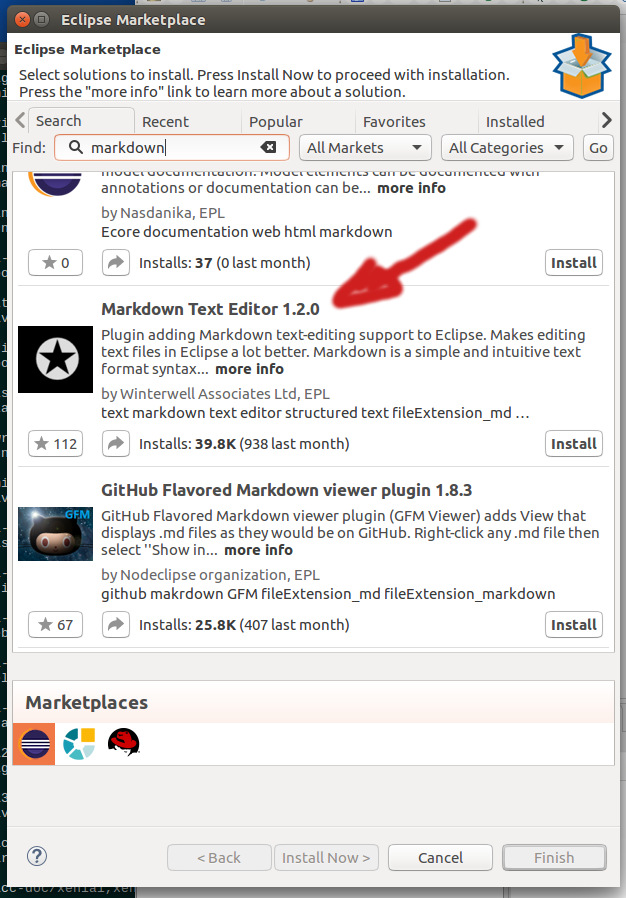 Eclipse Marketplace
Eclipse Marketplace
Select solutions to install. Press Install Now to proceed with installation.
Press the "more info" link to learn more about a solution.
Search Recent Popular Favorites Installed
Find: markdown All Markets All Categories Go
model documentation. Model elements can be documented with
annotations or documentation can be... more info
by Nasdanika, EPL
Ecore documentation web html markdown
0 Installs: 37 (0 last month) Install
Markdown Text Editor 1.2.0
Plugin adding Markdown text-editing support to Eclipse. Makes editing
text files in Eclipse a lot better. Markdown is a simple and intuitive text
format syntax... more info
by Winterwell Associates Ltd, EPL
text markdown text editor structured text fileExtension_md ...
112 Installs: 39.8K (938 last month) Install
GitHub Flavored Markdown viewer plugin 1.8.3
GFM
GitHub Flavored Markdown viewer plugin (GFM Viewer) adds View that
displays .md files as they would be on GitHub. Right-click any .md file then
select ''Show in... more info
by Nodeclipse organization, EPL
github makrdown GFM fileExtension_md fileExtension_markdown
67 Installs: 25.8K (407 last month) Install
Marketplaces
? < Back Install Now > Cancel Finish